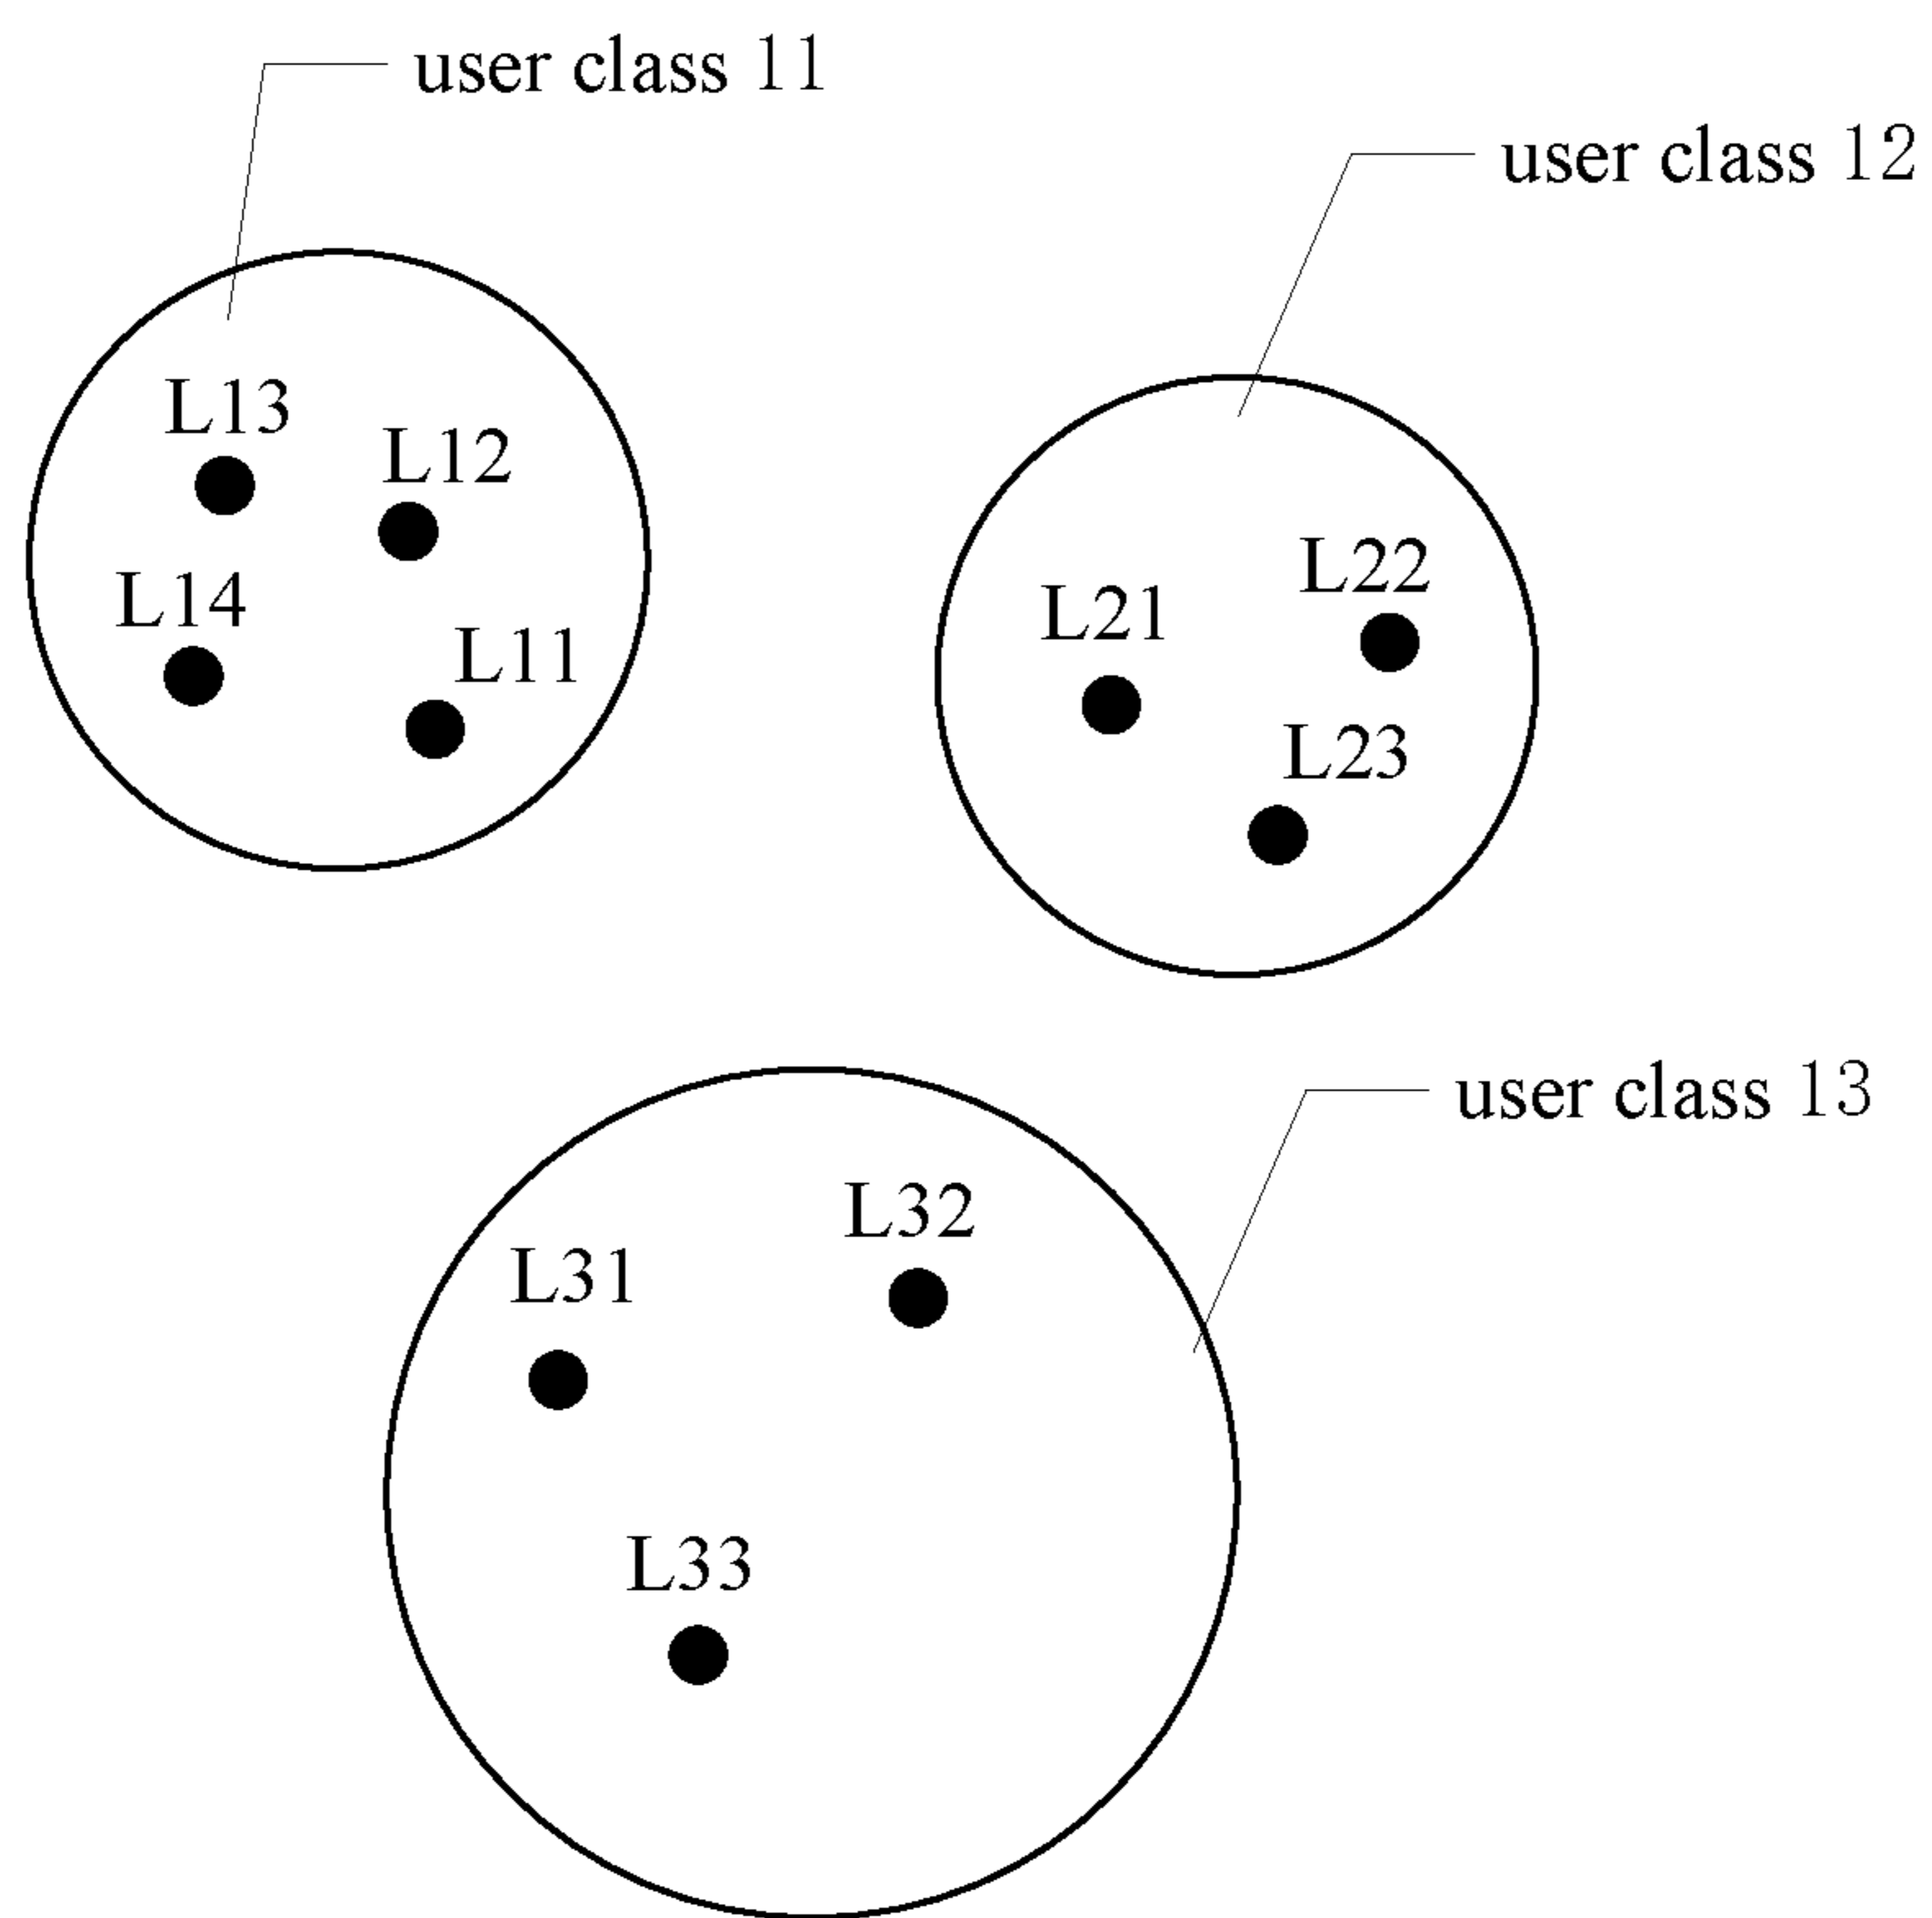 user class 11
user class 12
L13
L12
L14
L11
L22
L21
L23
user class 13
L32
L31
L33